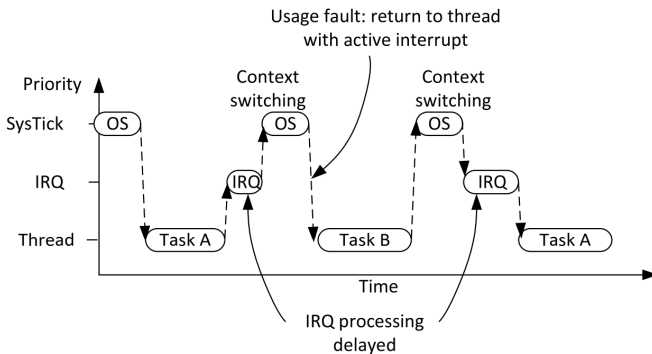 Usage fault: return to thread
with active interrupt
Priority
Context
switching
Context
switching
SysTick
OS
OS
OS
IRQ
IRQ
IRQ
Thread
Task A
Task B
Task A
Time
IRQ processing
delayed